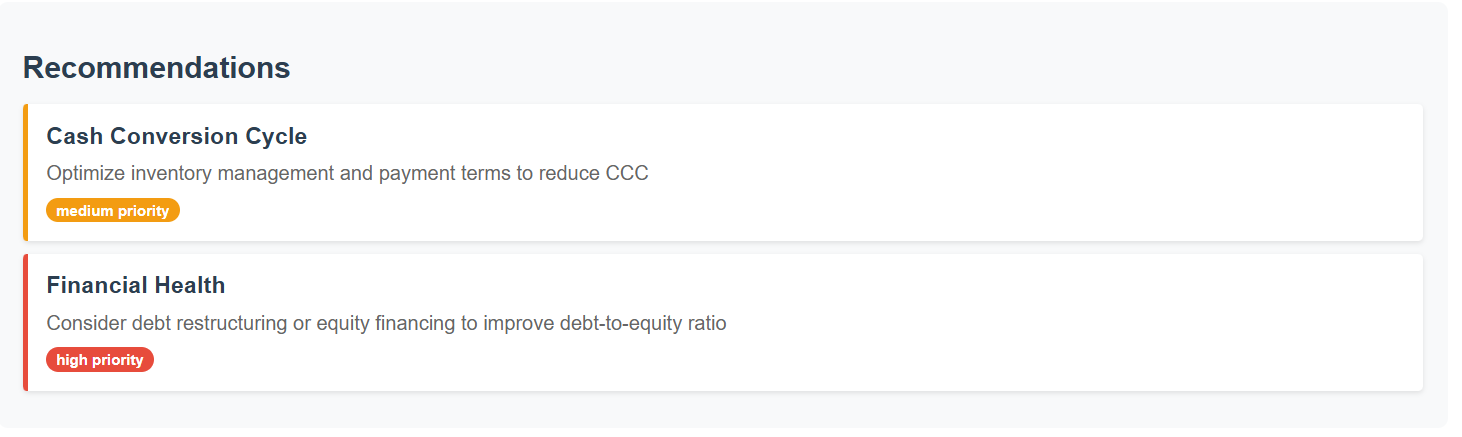 Recommendations
Cash Conversion Cycle
Optimize inventory management and payment terms to reduce CCC
medium priority
Financial Health
Consider debt restructuring or equity financing to improve debt-to-equity ratio
high priority